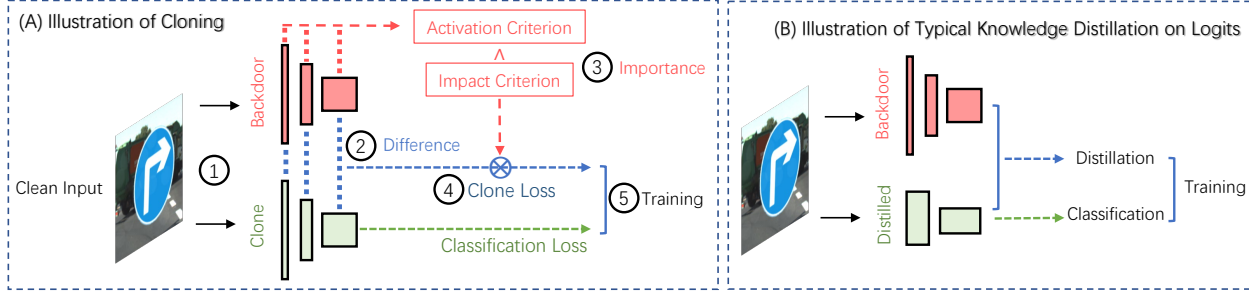 (A) Illustration of Cloning
Activation Criterion
^
Impact Criterion
③ Importance
Backdoor
Clean Input
①
② Difference
④ Clone Loss
⑤ Training
Clone
Classification Loss
(B) Illustration of Typical Knowledge Distillation on Logits
Backdoor
Distillation
Training
Distilled
Classification